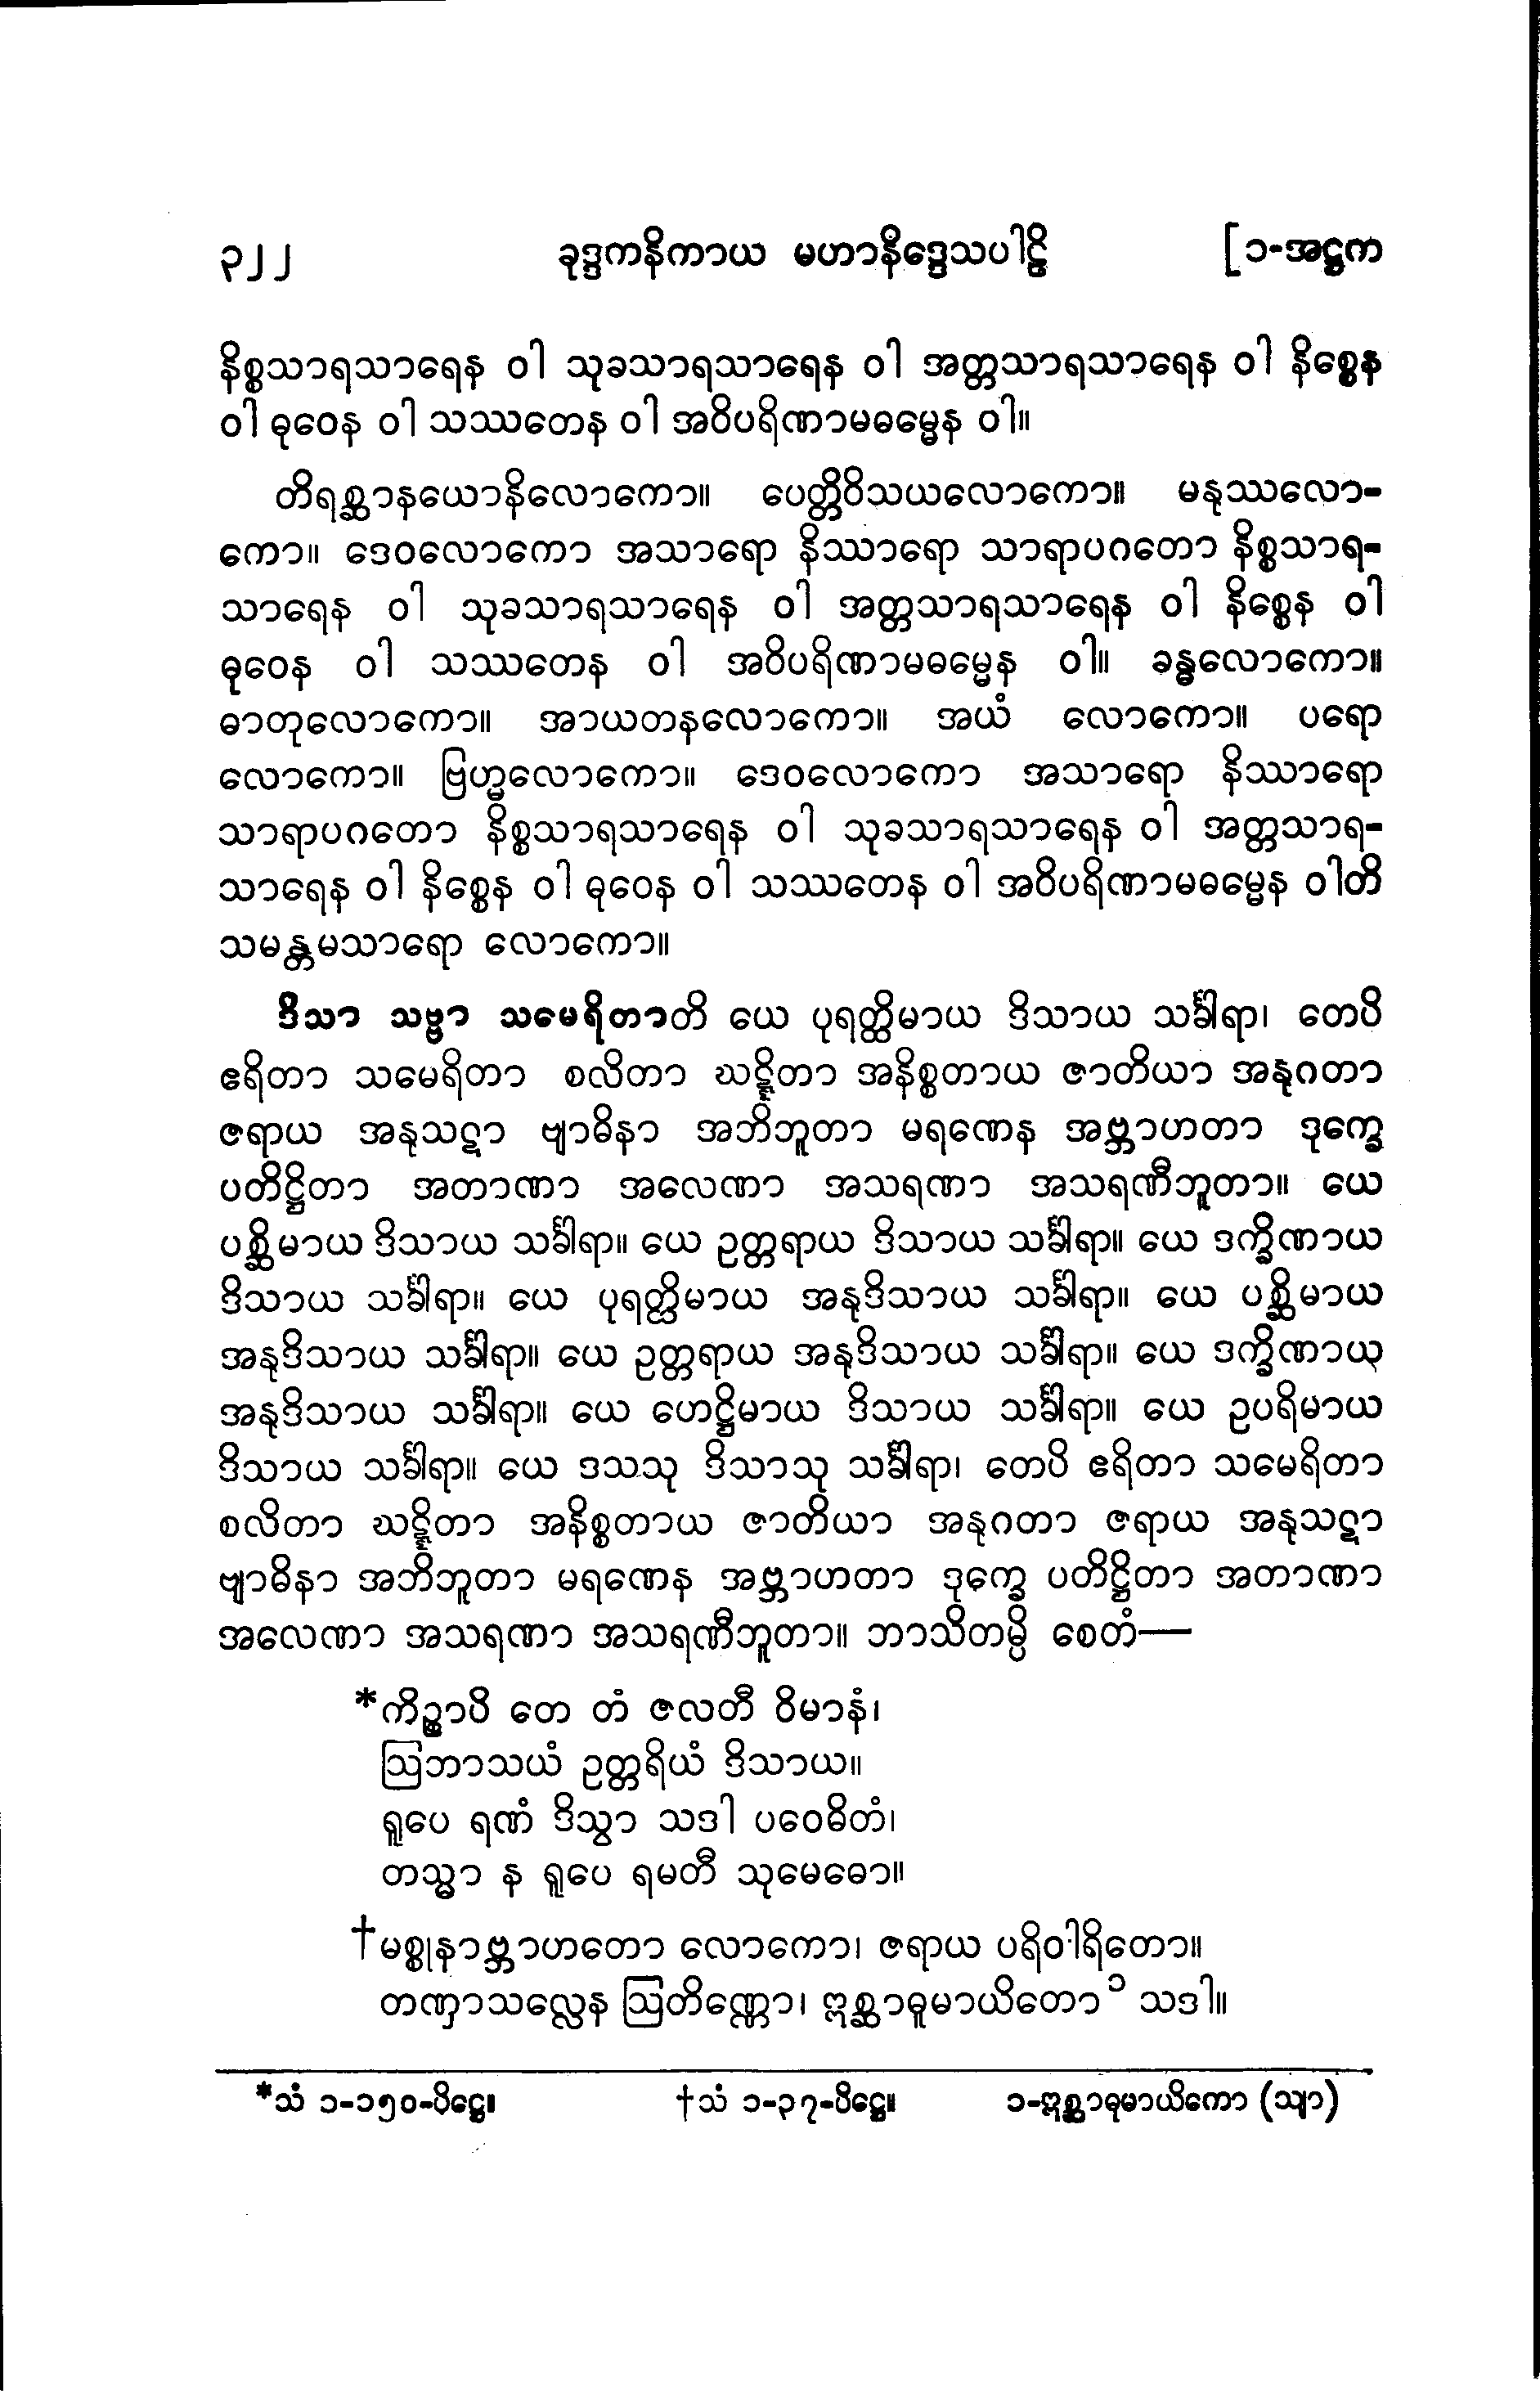 ၃၂၂ ခုဒ္ဒကနိကာယ မဟာနိဒ္ဒေသပါဠိ [၁-အဋ္ဌက
နိစ္စသာရသာရေန ဝါ သုခသာရသာရေန ဝါ အတ္တသာရသာရေန ဝါ နိစ္စေန
ဝါ ဓုဝေန ဝါ သဿတေန ဝါ အဝိပရိဏာမဓမ္မေန ဝါ။
တိရစ္ဆာနယောနိလောကော။ ပေတ္တိဝိသယလောကော။ မနုဿလော-
ကော။ ဒေဝလောကော အသာရော နိဿာရော သာရာပဂတော နိစ္စသာရ-
သာရေန ဝါ သုခသာရသာရေန ဝါ အတ္တသာရသာရေန ဝါ နိစ္စေန ဝါ
ဓုဝေန ဝါ သဿတေန ဝါ အဝိပရိဏာမဓမ္မေန ဝါ။ ခန္ဓလောကော။
ဓာတုလောကော။ အာယတနလောကော။ အယံ လောကော။ ပရော
လောကော။ ဗြဟ္မလောကော။ ဒေဝလောကော အသာရော နိဿာရော
သာရာပဂတော နိစ္စသာရသာရေန ဝါ သုခသာရသာရေန ဝါ အတ္တသာရ-
သာရေန ဝါ နိစ္စေန ဝါ ဓုဝေန ဝါ သဿတေန ဝါ အဝိပရိဏာမဓမ္မေန ဝါတိ
သမန္တမသာရော လောကော။
ဒိသာ သဗ္ဗာ သမေရိတာတိ ယေ ပုရတ္ထိမာယ ဒိသာယ သင်္ခါရာ၊ တေပိ
ဧရိတာ သမေရိတာ စလိတာ ဃဋ္ဋိတာ အနိစ္စတာယ ဇာတိယာ အနုဂတာ
ဇရာယ အနုသဋာ ဗျာဓိနာ အဘိဘူတာ မရဏေန အဗ္ဘာဟတာ ဒုက္ခေ
ပတိဋ္ဌိတာ အတာဏာ အလေဏာ အသရဏာ အသရဏီဘူတာ။ ယေ
ပစ္ဆိမာယ ဒိသာယ သင်္ခါရာ။ ယေ ဥတ္တရာယ ဒိသာယ သင်္ခါရာ။ ယေ ဒက္ခိဏာယ
ဒိသာယ သင်္ခါရာ။ ယေ ပုရတ္ထိမာယ အနုဒိသာယ သင်္ခါရာ။ ယေ ပစ္ဆိမာယ
အနုဒိသာယ သင်္ခါရာ။ ယေ ဥတ္တရာယ အနုဒိသာယ သင်္ခါရာ။ ယေ ဒက္ခိဏာယ
အနုဒိသာယ သင်္ခါရာ။ ယေ ဟေဋ္ဌိမာယ ဒိသာယ သင်္ခါရာ။ ယေ ဥပရိမာယ
ဒိသာယ သင်္ခါရာ။ ယေ ဒသသု ဒိသာသု သင်္ခါရာ၊ တေပိ ဧရိတာ သမေရိတာ
စလိတာ ဃဋ္ဋိတာ အနိစ္စတာယ ဇာတိယာ အနုဂတာ ဇရာယ အနုသဋာ
ဗျာဓိနာ အဘိဘူတာ မရဏေန အဗ္ဘာဟတာ ဒုက္ခေ ပတိဋ္ဌိတာ အတာဏာ
အလေဏာ အသရဏာ အသရဏီဘူတာ။ ဘာသိတမ္ပိ စေတံ—
*ကိဉ္စာပိ တေ တံ ဇလတီ ဝိမာနံ၊
ဩဘာသယံ ဥတ္တရိယံ ဒိသာယ။
ရူပေ ရဏံ ဒိသွာ သဒါ ပဝေဓိတံ၊
တသ္မာ န ရူပေ ရမတီ သုမေဓော။
†မစ္စုနာဗ္ဘာဟတော လောကော၊ ဇရာယ ပရိဝါရိတော။
တဏှာသလ္လေန ဩတိဏ္ဏော၊ ဣစ္ဆာဓူမာယိတော၁ သဒါ။
*သံ ၁-၁၅၀-ပိဋ္ဌေ။ †သံ ၁-၃၇-ပိဋ္ဌေ။ ၁-ဣစ္ဆာဓုမာယိကော (သျာ)